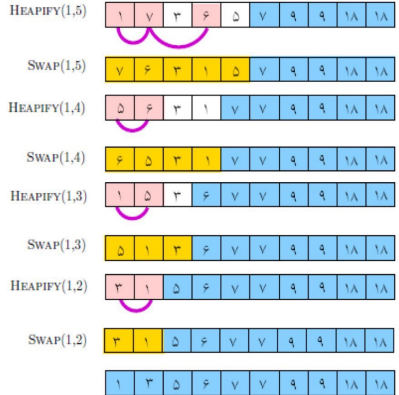 HEAPIFY(1,5) ۱ ۷ ۳ ۶ ۵ ۷ ۹ ۹ ۱۸ ۱۸
SWAP(1,5) ۷ ۶ ۳ ۱ ۵ ۷ ۹ ۹ ۱۸ ۱۸
HEAPIFY(1,4) ۵ ۶ ۳ ۱ ۷ ۷ ۹ ۹ ۱۸ ۱۸
SWAP(1,4) ۶ ۵ ۳ ۱ ۷ ۷ ۹ ۹ ۱۸ ۱۸
HEAPIFY(1,3) ۱ ۵ ۳ ۶ ۷ ۷ ۹ ۹ ۱۸ ۱۸
SWAP(1,3) ۵ ۱ ۳ ۶ ۷ ۷ ۹ ۹ ۱۸ ۱۸
HEAPIFY(1,2) ۳ ۱ ۵ ۶ ۷ ۷ ۹ ۹ ۱۸ ۱۸
SWAP(1,2) ۳ ۱ ۵ ۶ ۷ ۷ ۹ ۹ ۱۸ ۱۸
۱ ۳ ۵ ۶ ۷ ۷ ۹ ۹ ۱۸ ۱۸